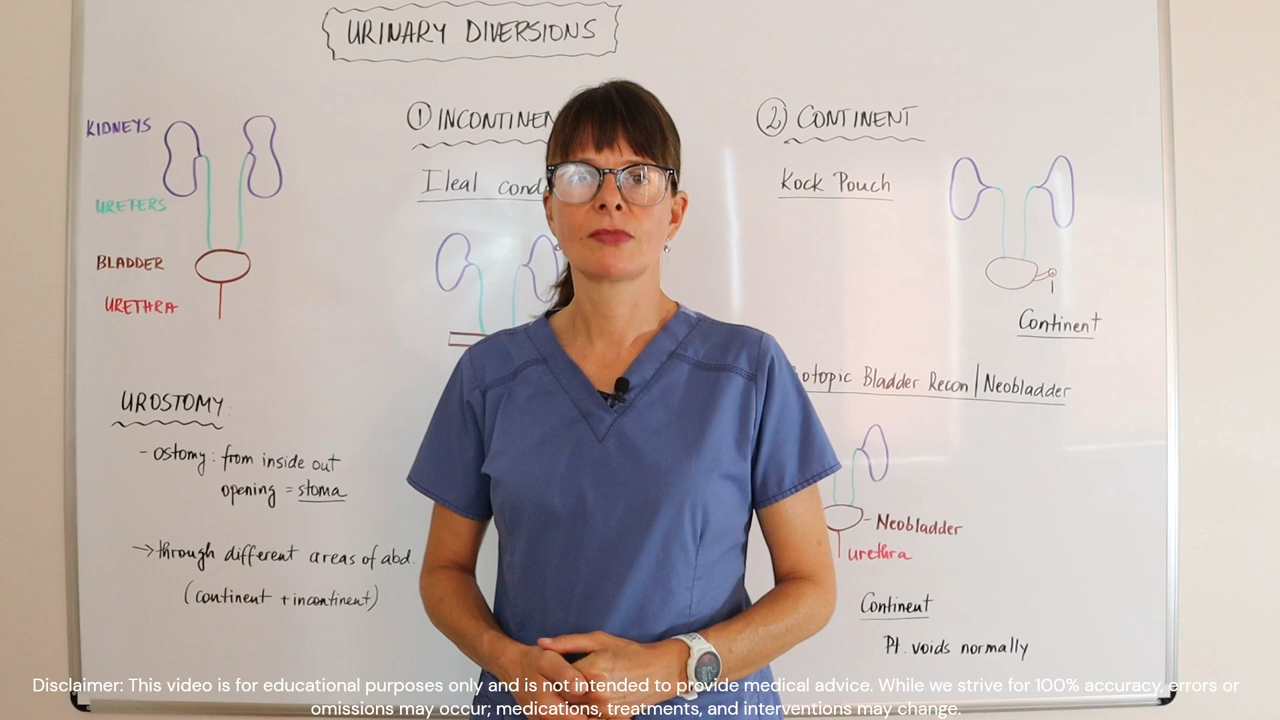 URINARY DIVERSIONS
KIDNEYS
URETERS
BLADDER
URETHRA
UROSTOMY:
- ostomy: from inside out
opening = stoma
→ through different areas of abd.
(continent + incontinent)
① INCONTINEN
Ileal cond
② CONTINENT
Kock Pouch
Continent
otopic Bladder Recon | Neobladder
- Neobladder
urethra
Continent
Pt. voids normally
Disclaimer: This video is for educational purposes only and is not intended to provide medical advice. While we strive for 100% accuracy, errors or
omissions may occur; medications, treatments, and interventions may change.